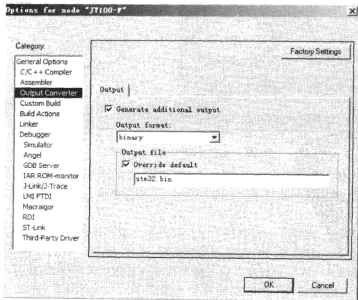 Options for node "JY100-F"
Category:
General Options
C/C++ Compiler
Assembler
Output Converter
Custom Build
Build Actions
Linker
Debugger
Simulator
Angel
GDB Server
IAR ROM-monitor
J-Link/J-Trace
LMI FTDI
Macraigor
RDI
ST-Link
Third-Party Driver
Factory Settings
Output
Generate additional output
Output format:
binary
Output file
Override default
stm32.bin
OK
Cancel